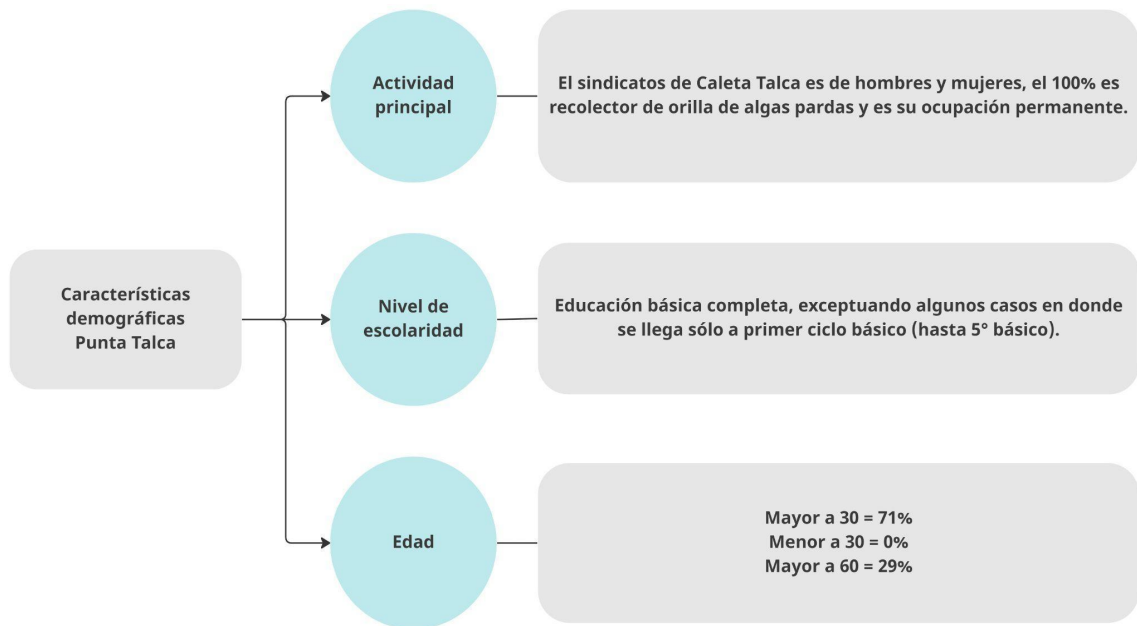 Características
demográficas
Punta Talca
Actividad
principal
El sindicatos de Caleta Talca es de hombres y mujeres, el 100% es
recolector de orilla de algas pardas y es su ocupación permanente.
Nivel de
escolaridad
Educación básica completa, exceptuando algunos casos en donde
se llega sólo a primer ciclo básico (hasta 5° básico).
Edad
Mayor a 30 = 71%
Menor a 30 = 0%
Mayor a 60 = 29%